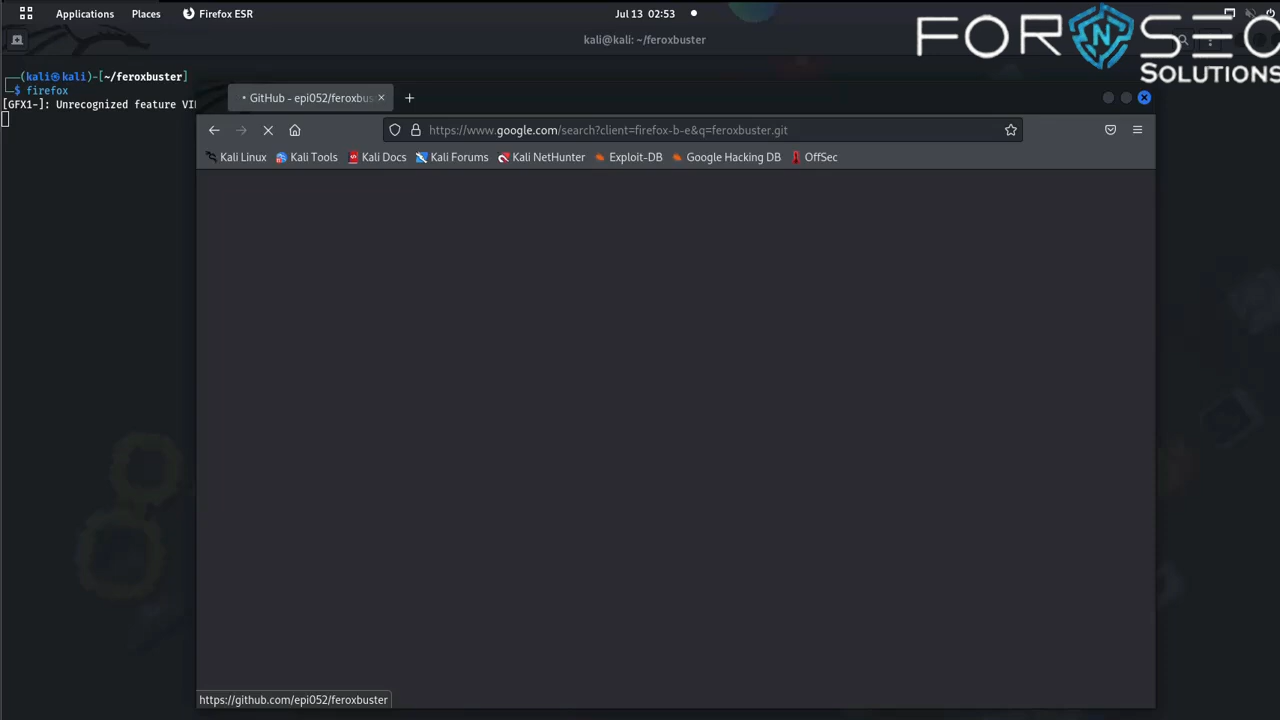 Applications Places Firefox ESR Jul 13 02:53
kali@kali: ~/feroxbuster
FOR N SEC
SOLUTIONS
┌──(kali㉿kali)-[~/feroxbuster]
└─$ firefox
[GFX1-]: Unrecognized feature
GitHub - epi052/feroxbus
https://www.google.com/search?client=firefox-b-e&q=feroxbuster.git
Kali Linux Kali Tools Kali Docs Kali Forums Kali NetHunter Exploit-DB Google Hacking DB OffSec
https://github.com/epi052/feroxbuster